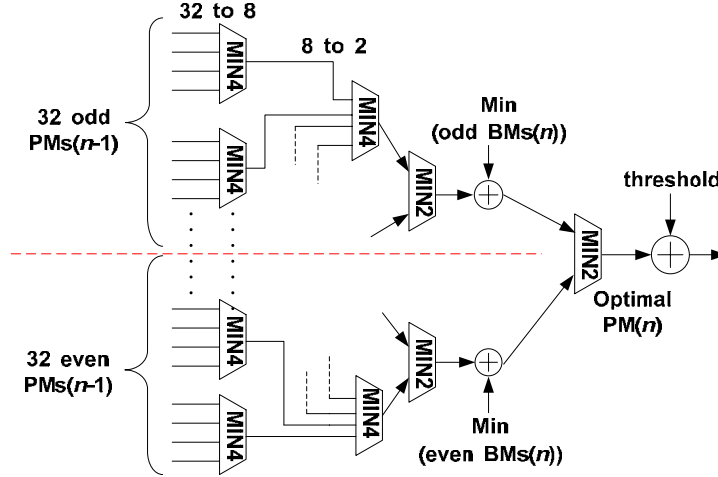 32 to 8
8 to 2
MIN4
MIN4
MIN4
32 odd
PMs(n-1)
Min
(odd BMs(n))
MIN2
threshold
MIN2
Optimal
PM(n)
32 even
PMs(n-1)
MIN4
MIN4
MIN4
MIN2
Min
(even BMs(n))